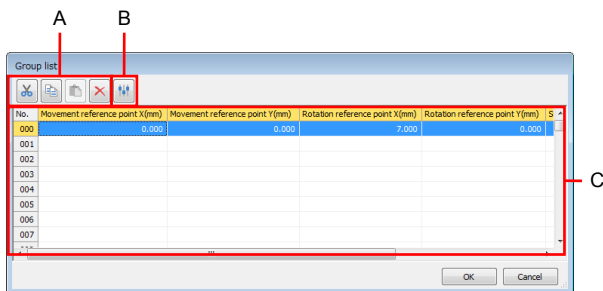 A B
Group list
No. Movement reference point X(mm) Movement reference point Y(mm) Rotation reference point X(mm) Rotation reference point Y(mm) S
000 0.000 0.000 7.000 0.000
001
002
003
004
005
006
007
C
OK Cancel